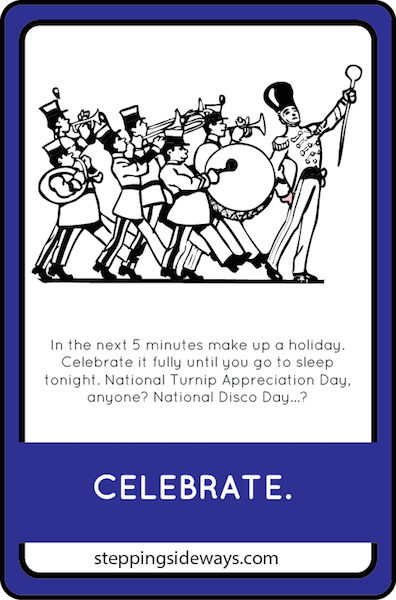 In the next 5 minutes make up a holiday.
Celebrate it fully until you go to sleep
tonight. National Turnip Appreciation Day,
anyone? National Disco Day...?
CELEBRATE.
steppingsideways.com